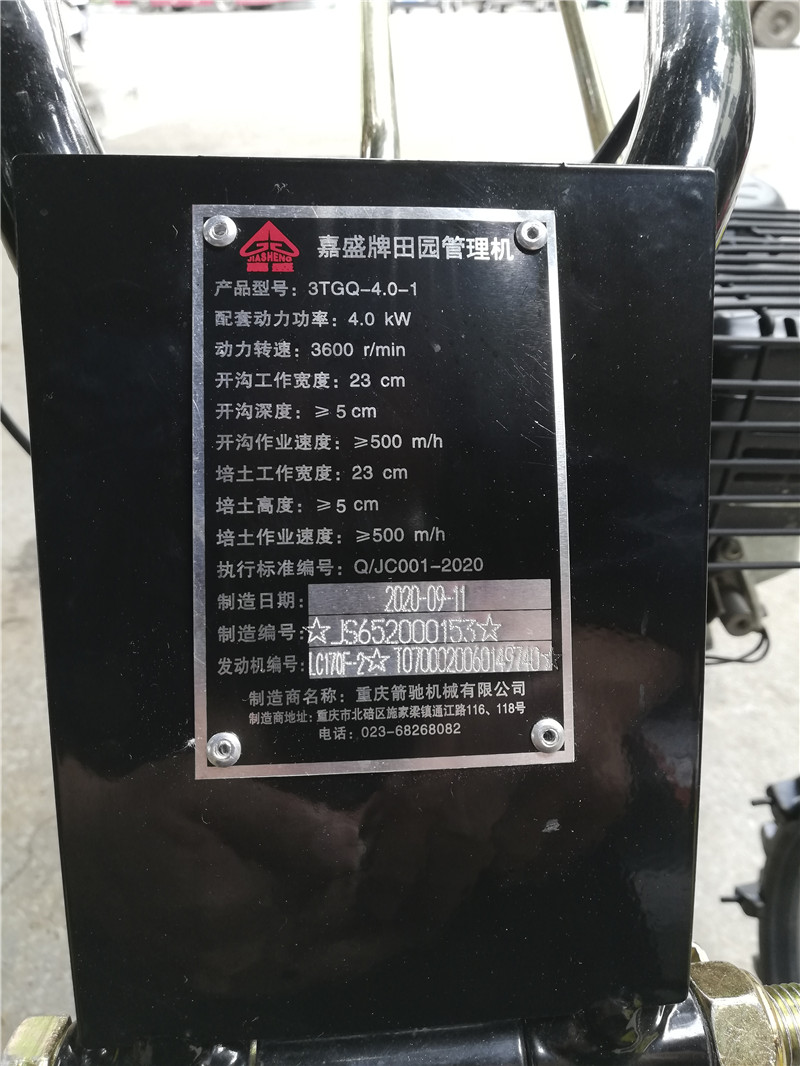 JIASHENG
嘉盛
嘉盛牌田园管理机
产品型号：3TGQ-4.0-1
配套动力功率：4.0 kW
动力转速：3600 r/min
开沟工作宽度：23 cm
开沟深度：≥5cm
开沟作业速度：≥500 m/h
培土工作宽度：23 cm
培土高度：≥5 cm
培土作业速度：≥500 m/h
执行标准编号：Q/JC001-2020
制造日期：2020-09-11
制造编号：☆JS652000153☆
发动机编号：LC170F-2☆T0700020060149740☆
制造商名称：重庆箭驰机械有限公司
制造商地址：重庆市北碚区施家梁镇通江路116、118号
电话：023-68268082